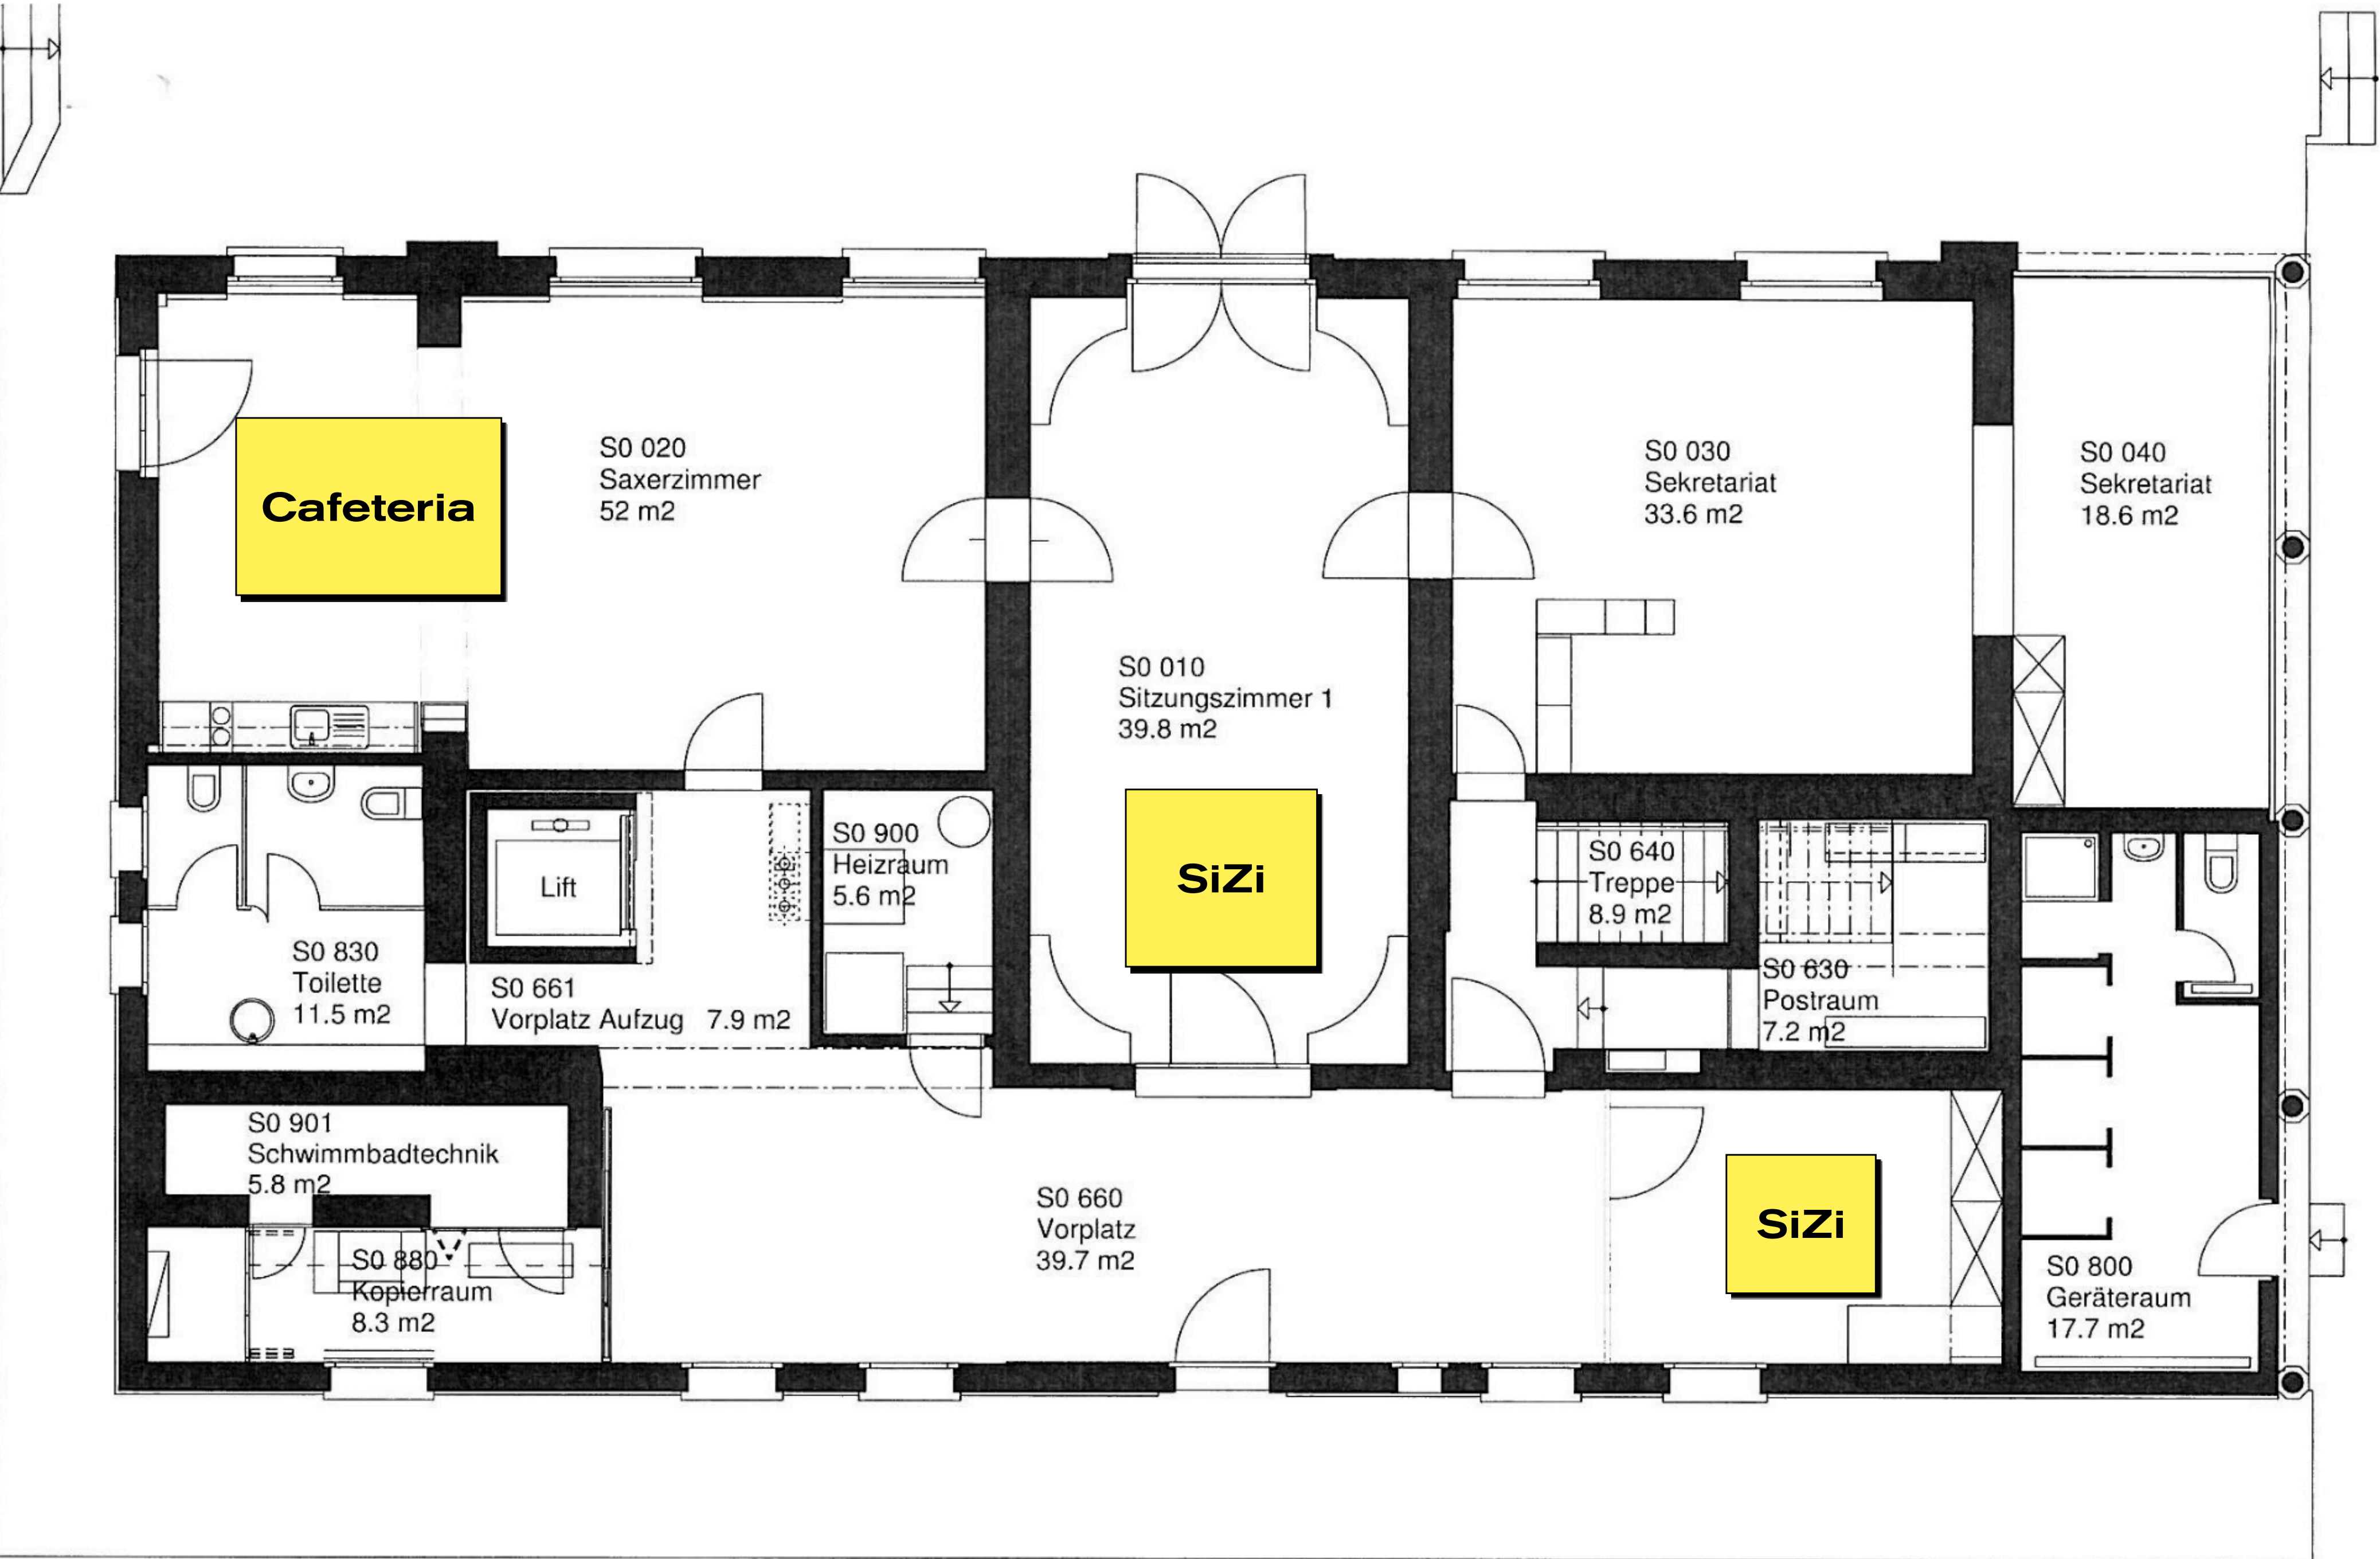 S0 020
Saxerzimmer
52 m2
Cafeteria
S0 030
Sekretariat
33.6 m2
S0 040
Sekretariat
18.6 m2
S0 010
Sitzungszimmer 1
39.8 m2
SiZi
S0 900
Heizraum
5.6 m2
Lift
S0 640
Treppe
8.9 m2
S0 830
Toilette
11.5 m2
S0 661
Vorplatz Aufzug 7.9 m2
S0 630
Postraum
7.2 m2
S0 901
Schwimmbadtechnik
5.8 m2
S0 660
Vorplatz
39.7 m2
SiZi
S0 880
Kopierraum
8.3 m2
S0 800
Geräteraum
17.7 m2